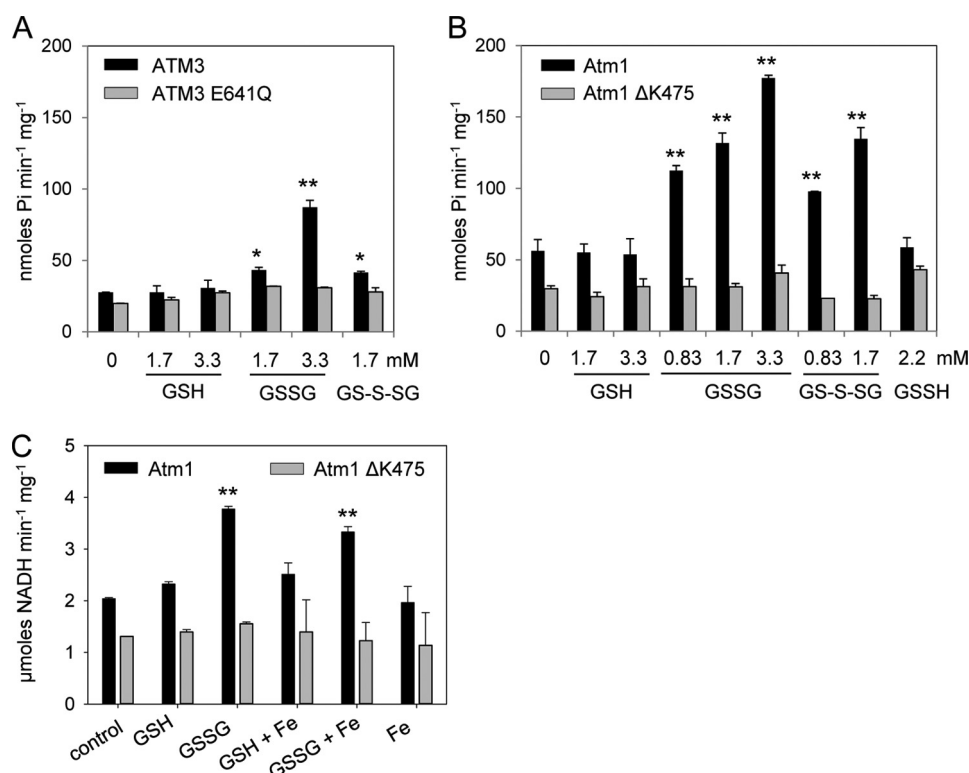 A
200
150
100
50
0
nmoles Pi min⁻¹ mg⁻¹
ATM3
ATM3 E641Q
*
**
*
0 1.7 3.3 1.7 3.3 1.7 mM
GSH GSSG GS-S-SG
B
200
150
100
50
0
nmoles Pi min⁻¹ mg⁻¹
Atm1
Atm1 ΔK475
**
**
**
**
**
0 1.7 3.3 0.83 1.7 3.3 0.83 1.7 2.2 mM
GSH GSSG GS-S-SG GSSH
C
5
4
3
2
1
0
µmoles NADH min⁻¹ mg⁻¹
Atm1 Atm1 ΔK475
**
**
control
GSH
GSSG
GSH + Fe
GSSG + Fe
Fe